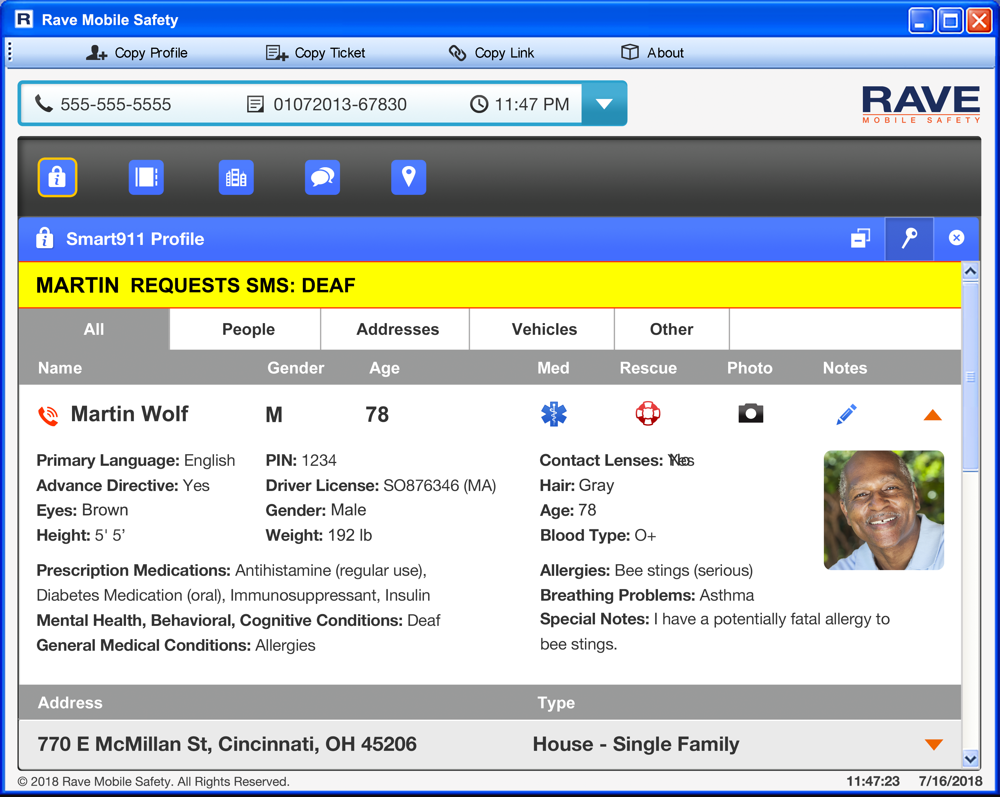 R Rave Mobile Safety
Copy Profile Copy Ticket Copy Link About
555-555-5555 01072013-67830 11:47 PM
RAVE
MOBILE SAFETY
Smart911 Profile
MARTIN REQUESTS SMS: DEAF
All People Addresses Vehicles Other
Name Gender Age Med Rescue Photo Notes
Martin Wolf M 78
Primary Language: English PIN: 1234 Contact Lenses:
Advance Directive: Yes Driver License: SO876346 (MA) Hair: Gray
Eyes: Brown Gender: Male Age: 78
Height: 5' 5’ Weight: 192 lb Blood Type: O+
Prescription Medications: Antihistamine (regular use),
Diabetes Medication (oral), Immunosuppressant, Insulin
Mental Health, Behavioral, Cognitive Conditions: Deaf
General Medical Conditions: Allergies
Allergies: Bee stings (serious)
Breathing Problems: Asthma
Special Notes: I have a potentially fatal allergy to
bee stings.
Address Type
770 E McMillan St, Cincinnati, OH 45206 House - Single Family
© 2018 Rave Mobile Safety. All Rights Reserved. 11:47:23 7/16/2018